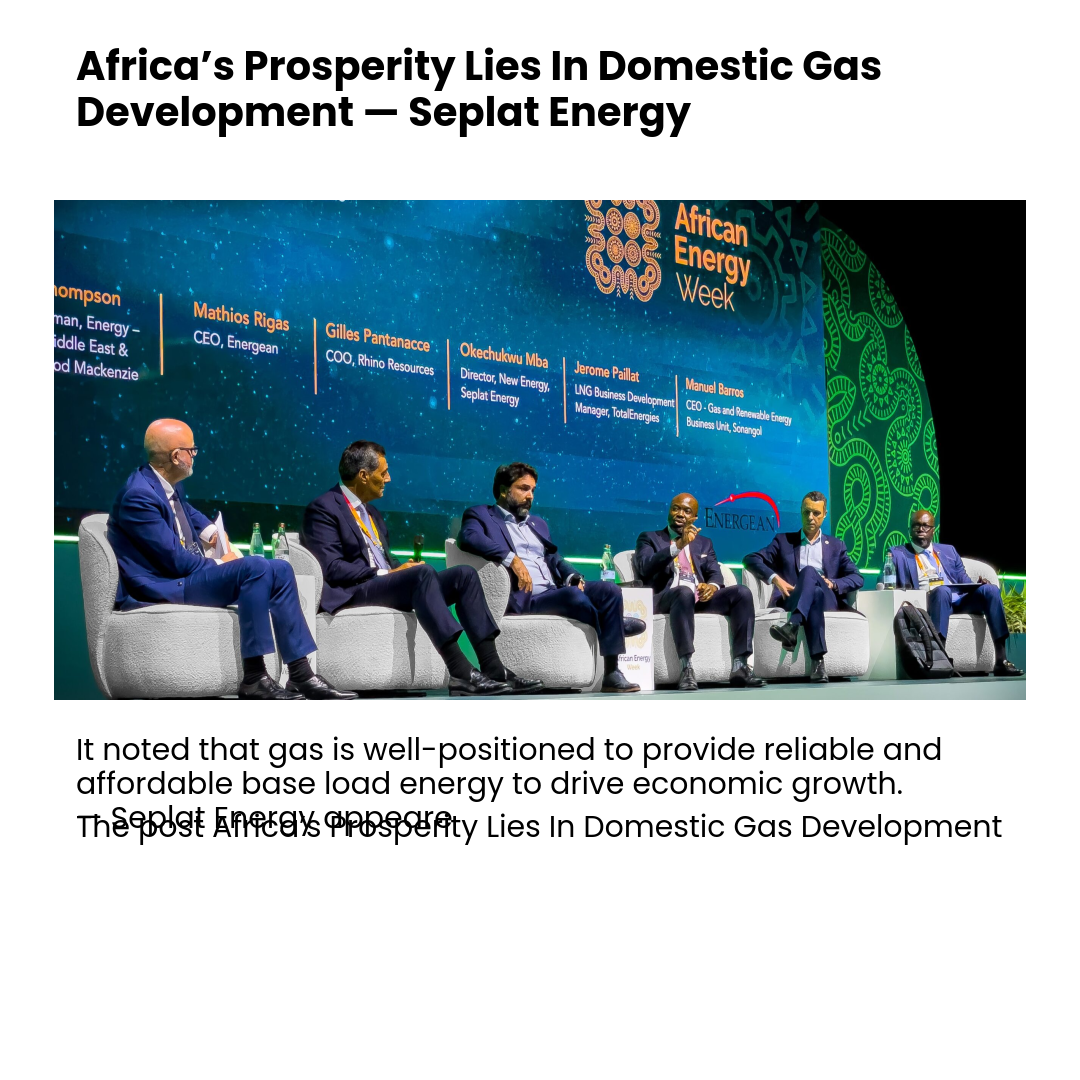 Africa’s Prosperity Lies In Domestic Gas
Development — Seplat Energy
African
Energy
Week
hompson
man, Energy –
iddle East &
od Mackenzie
Mathios Rigas
CEO, Energean
Gilles Pantanacce
COO, Rhino Resources
Okechukwu Mba
Director, New Energy,
Seplat Energy
Jerome Paillat
LNG Business Development
Manager, TotalEnergies
Manuel Barros
CEO - Gas and Renewable Energy
Business Unit, Sonangol
ENERGEAN
African Energy
Week
It noted that gas is well-positioned to provide reliable and
affordable base load energy to drive economic growth.
— Seplat Energy appeare
The post Africa’s Prosperity Lies In Domestic Gas Development